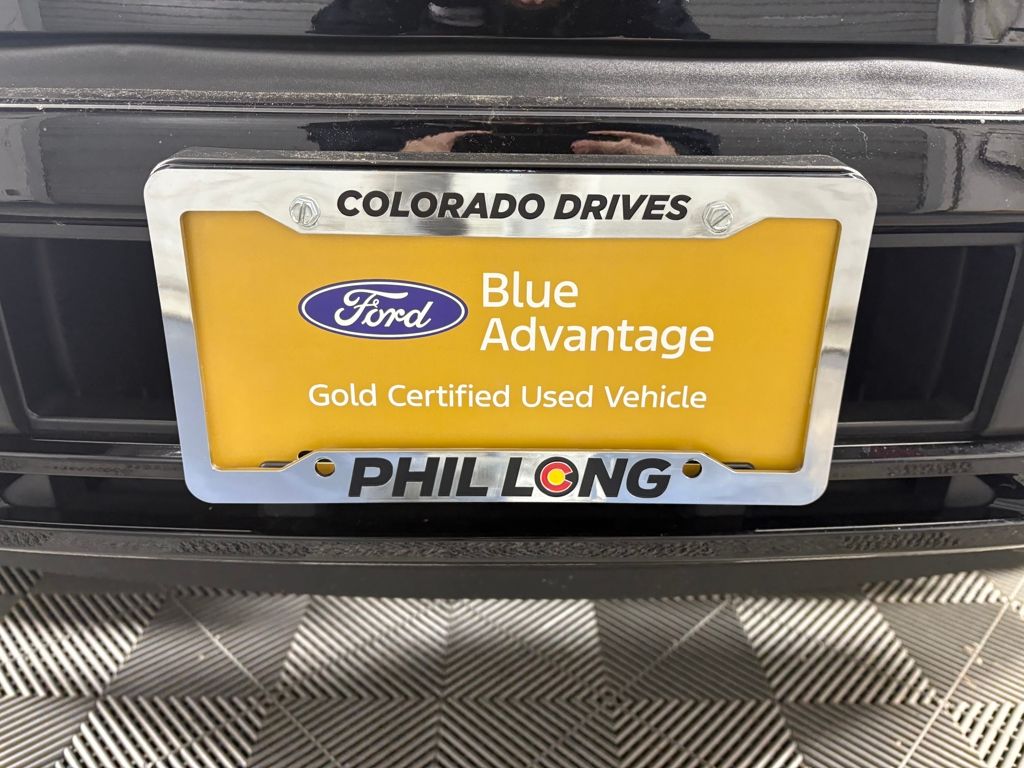 COLORADO DRIVES
Ford
Blue
Advantage
Gold Certified Used Vehicle
PHIL LONG